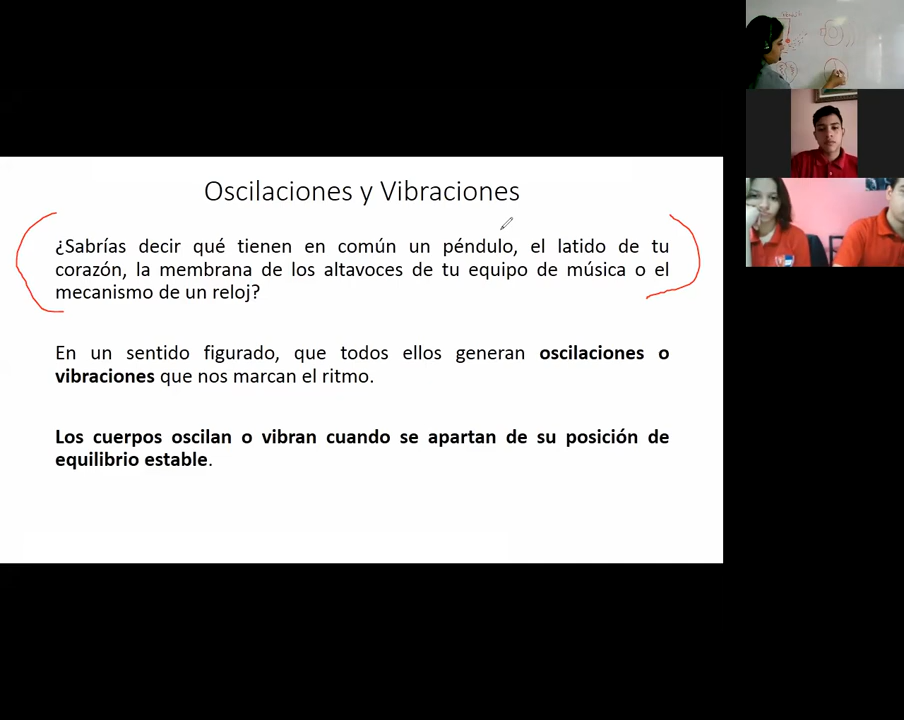 Oscilaciones y Vibraciones
¿Sabrías decir qué tienen en común un péndulo, el latido de tu
corazón, la membrana de los altavoces de tu equipo de música o el
mecanismo de un reloj?
En un sentido figurado, que todos ellos generan oscilaciones o
vibraciones que nos marcan el ritmo.
Los cuerpos oscilan o vibran cuando se apartan de su posición de
equilibrio estable.